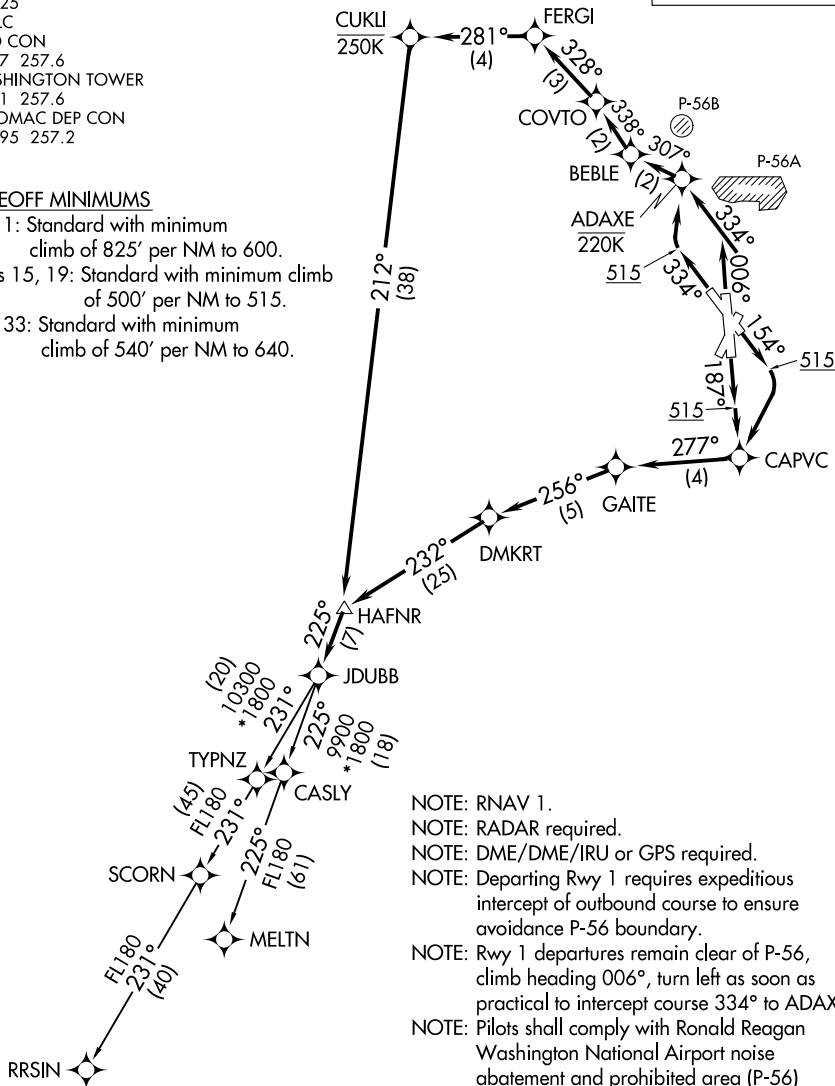 25
LC
CON
7 257.6
SHINGTON TOWER
1 257.6
OMAC DEP CON
95 257.2
EOFF MINIMUMS
1: Standard with minimum
climb of 825' per NM to 600.
s 15, 19: Standard with minimum climb
of 500' per NM to 515.
33: Standard with minimum
climb of 540' per NM to 640.
CUKLI
250K
281°
(4)
FERGI
328°
(3)
COVTO
338°
(2)
P-56B
BEBLE
307°
(2)
P-56A
ADAXE
220K
334°
006°
515
334°
154°
515
187°
515
212°
(38)
277°
(4)
CAPVC
GAITE
256°
(5)
DMKRT
232°
(25)
HAFNR
225°
(7)
JDUBB
(20)
10300
*1800
231°
225°
9900
*1800
(18)
TYPNZ
CASLY
(45)
FL180
231°
225°
FL180
(61)
SCORN
MELTN
FL180
231°
(40)
RRSIN
NOTE: RNAV 1.
NOTE: RADAR required.
NOTE: DME/DME/IRU or GPS required.
NOTE: Departing Rwy 1 requires expeditious
intercept of outbound course to ensure
avoidance P-56 boundary.
NOTE: Rwy 1 departures remain clear of P-56,
climb heading 006°, turn left as soon as
practical to intercept course 334° to ADAX
NOTE: Pilots shall comply with Ronald Reagan
Washington National Airport noise
abatement and prohibited area (P-56)